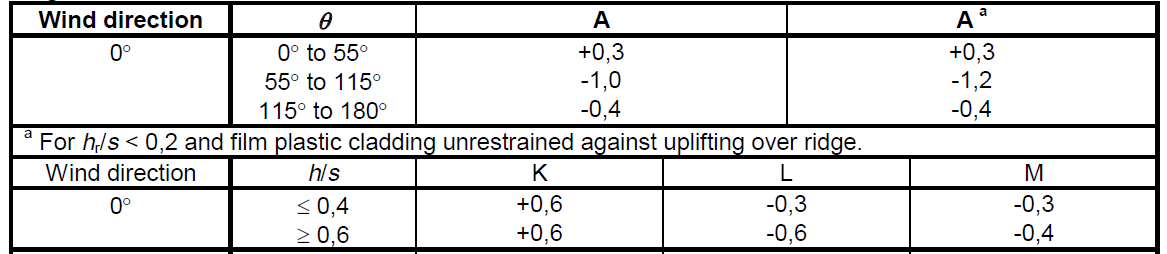 Wind direction θ A A a
0° 0° to 55° +0,3 +0,3
55° to 115° -1,0 -1,2
115° to 180° -0,4 -0,4
a For hr/s < 0,2 and film plastic cladding unrestrained against uplifting over ridge.
Wind direction h/s K L M
0° ≤ 0,4 +0,6 -0,3 -0,3
≥ 0,6 +0,6 -0,6 -0,4